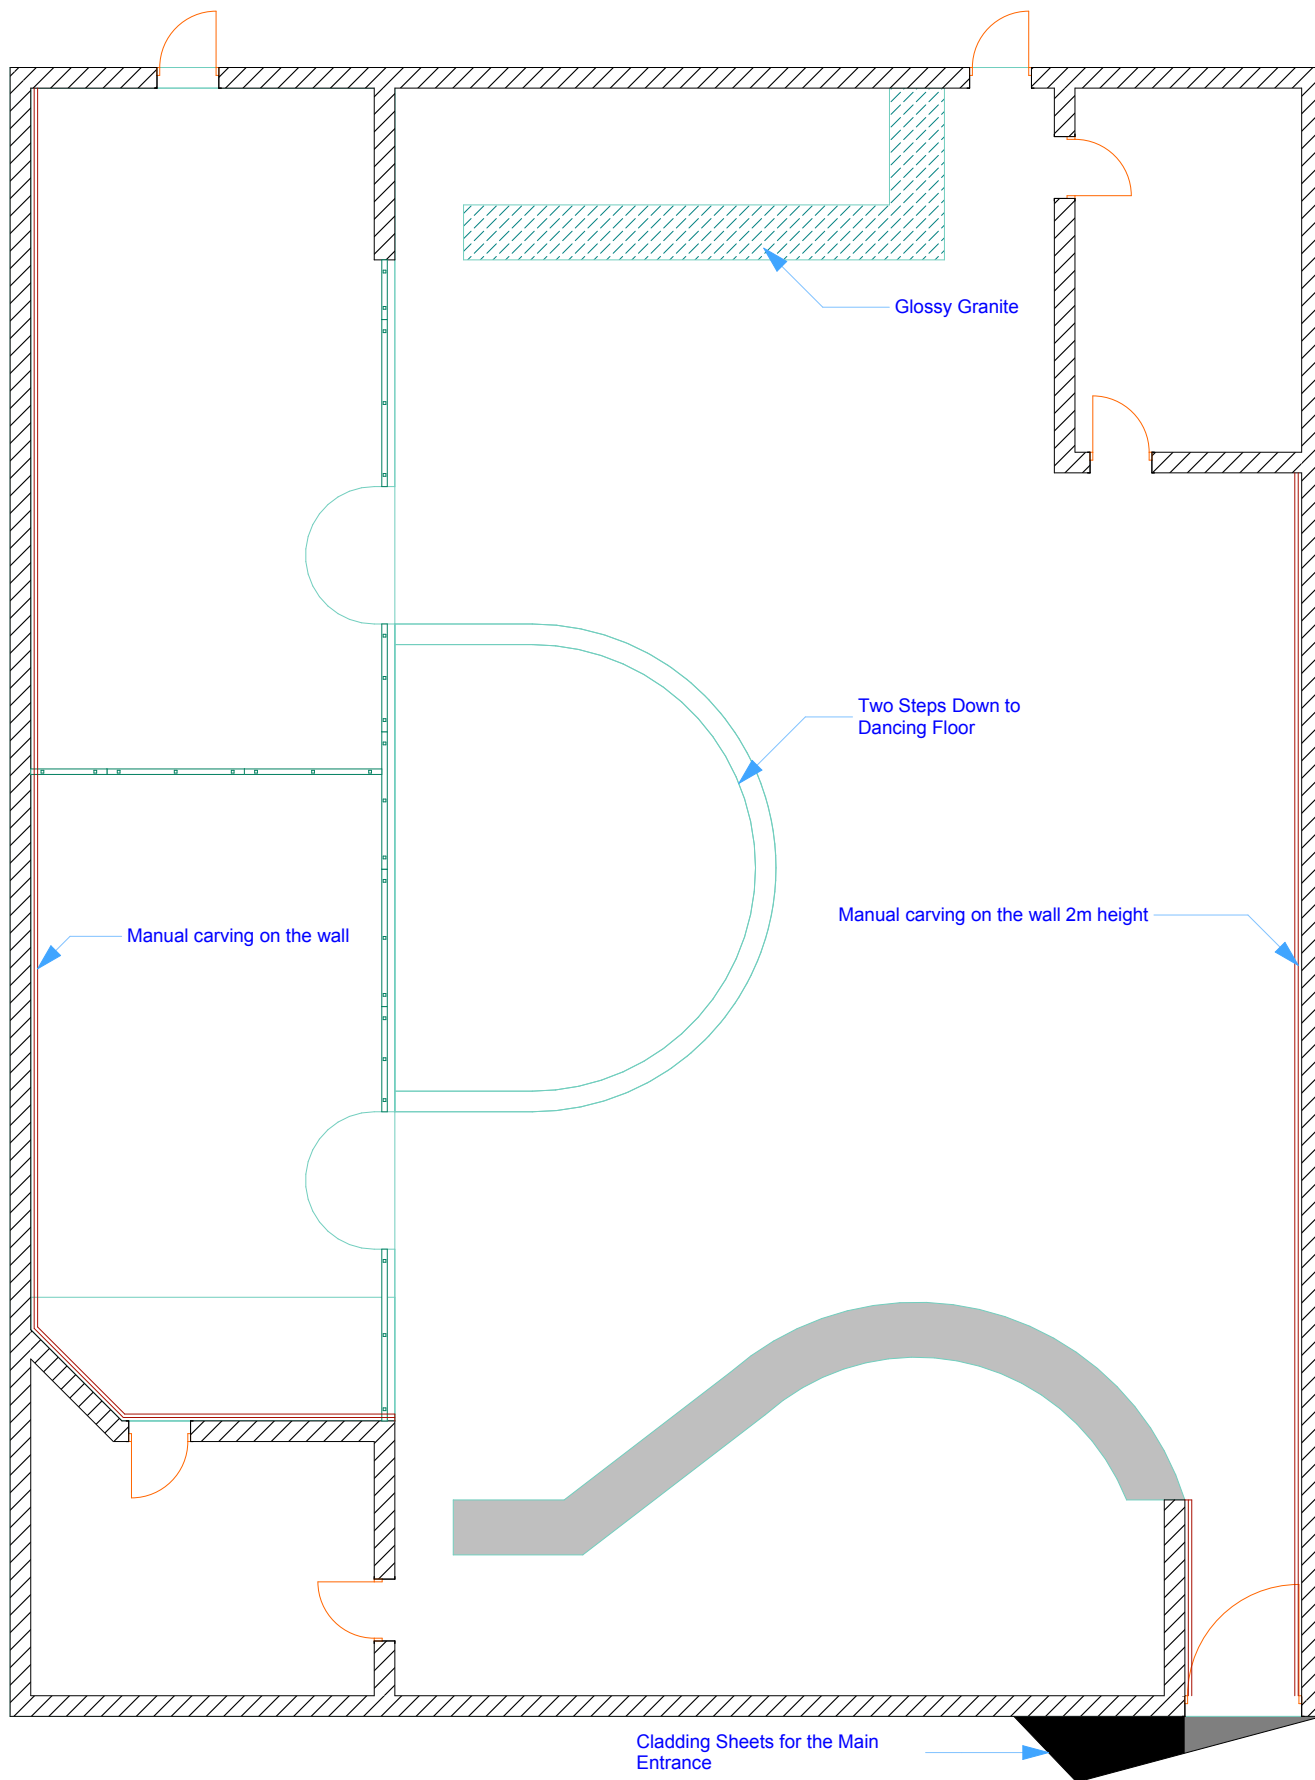 Glossy Granite
Two Steps Down to
Dancing Floor
Manual carving on the wall 2m height
Manual carving on the wall
Cladding Sheets for the Main
Entrance